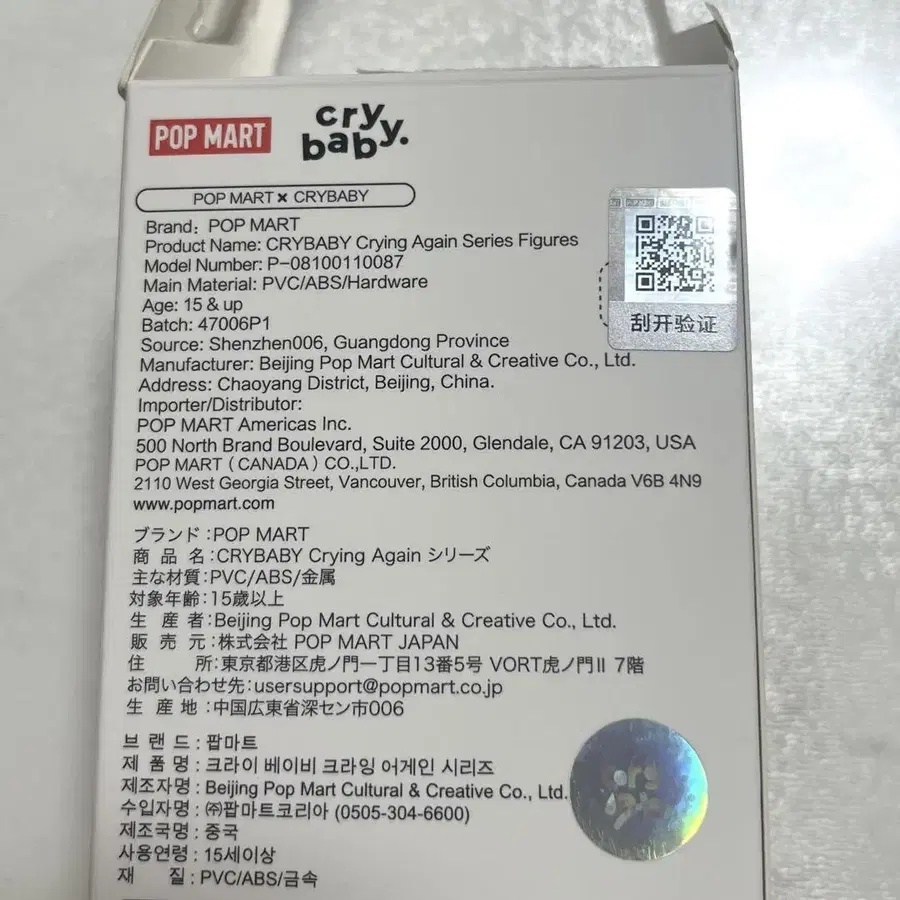 POP MART
cry
baby.
POP MART × CRYBABY
Brand: POP MART
Product Name: CRYBABY Crying Again Series Figures
Model Number: P-08100110087
Main Material: PVC/ABS/Hardware
Age: 15 & up
Batch: 47006P1
Source: Shenzhen006, Guangdong Province
Manufacturer: Beijing Pop Mart Cultural & Creative Co., Ltd.
Address: Chaoyang District, Beijing, China.
Importer/Distributor:
POP MART Americas Inc.
500 North Brand Boulevard, Suite 2000, Glendale, CA 91203, USA
POP MART (CANADA) CO.,LTD.
2110 West Georgia Street, Vancouver, British Columbia, Canada V6B 4N9
www.popmart.com
刮开验证
ブランド:POP MART
商 品 名:CRYBABY Crying Again シリーズ
主な材質:PVC/ABS/金属
対象年齢:15歳以上
生 産 者:Beijing Pop Mart Cultural & Creative Co., Ltd.
販 売 元:株式会社 POP MART JAPAN
住 所:東京都港区虎ノ門一丁目13番5号 VORT虎ノ門II 7階
お問い合わせ先:usersupport@popmart.co.jp
生 産 地:中国広東省深セン市006
브 랜 드 : 팝마트
제 품 명 : 크라이 베이비 크라잉 어게인 시리즈
제조자명 : Beijing Pop Mart Cultural & Creative Co., Ltd.
수입자명 : ㈜팝마트코리아 (0505-304-6600)
제조국명 : 중국
사용연령 : 15세이상
재 질 : PVC/ABS/금속